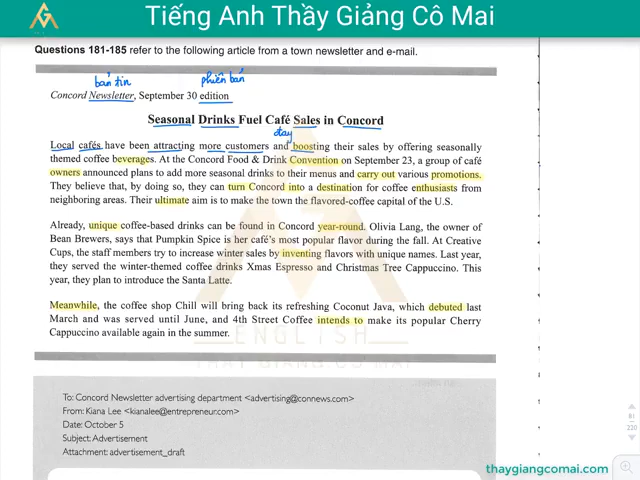 Tiếng Anh Thầy Giảng Cô Mai
Questions 181-185 refer to the following article from a town newsletter and e-mail.
bản tin
phiên bản
Concord Newsletter, September 30 edition
Seasonal Drinks Fuel Café Sales in Concord
đẩy
Local cafés have been attracting more customers and boosting their sales by offering seasonally
themed coffee beverages. At the Concord Food & Drink Convention on September 23, a group of café
owners announced plans to add more seasonal drinks to their menus and carry out various promotions.
They believe that, by doing so, they can turn Concord into a destination for coffee enthusiasts from
neighboring areas. Their ultimate aim is to make the town the flavored-coffee capital of the U.S.
Already, unique coffee-based drinks can be found in Concord year-round. Olivia Lang, the owner of
Bean Brewers, says that Pumpkin Spice is her café's most popular flavor during the fall. At Creative
Cups, the staff members try to increase winter sales by inventing flavors with unique names. Last year,
they served the winter-themed coffee drinks Xmas Espresso and Christmas Tree Cappuccino. This
year, they plan to introduce the Santa Latte.
Meanwhile, the coffee shop Chill will bring back its refreshing Coconut Java, which debuted last
March and was served until June, and 4th Street Coffee intends to make its popular Cherry
Cappuccino available again in the summer.
ENGLISH
THAY GIANG CO MAI
To: Concord Newsletter advertising department <advertising@connews.com>
From: Kiana Lee <kianalee@entrepreneur.com>
Date: October 5
Subject: Advertisement
Attachment: advertisement_draft
81
220
thaygiangcomai.com